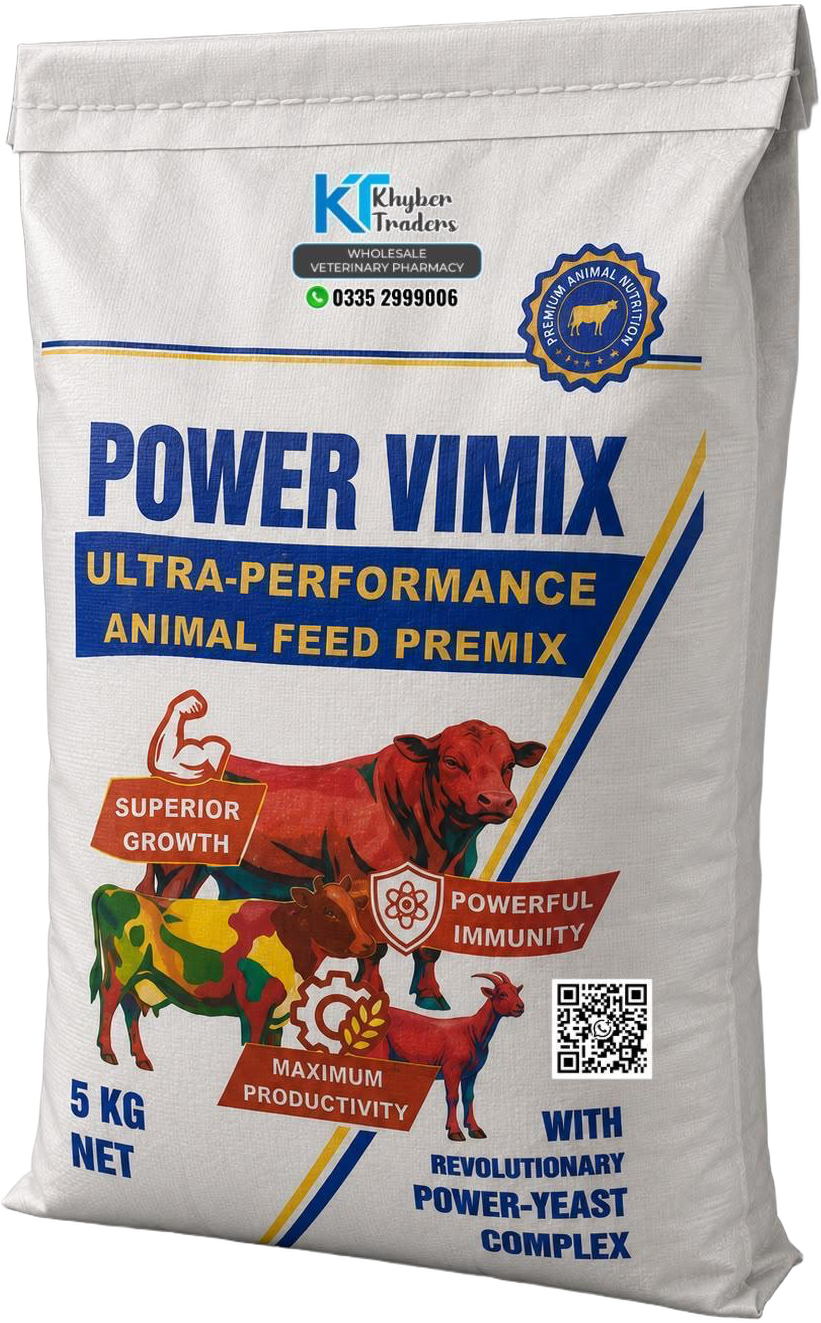 KT Khyber
Traders
WHOLESALE
VETERINARY PHARMACY
0335 2999006
PREMIUM ANIMAL NUTRITION
POWER VIMIX
ULTRA-PERFORMANCE
ANIMAL FEED PREMIX
SUPERIOR
GROWTH
POWERFUL
IMMUNITY
MAXIMUM
PRODUCTIVITY
5 KG
NET
WITH
REVOLUTIONARY
POWER-YEAST
COMPLEX